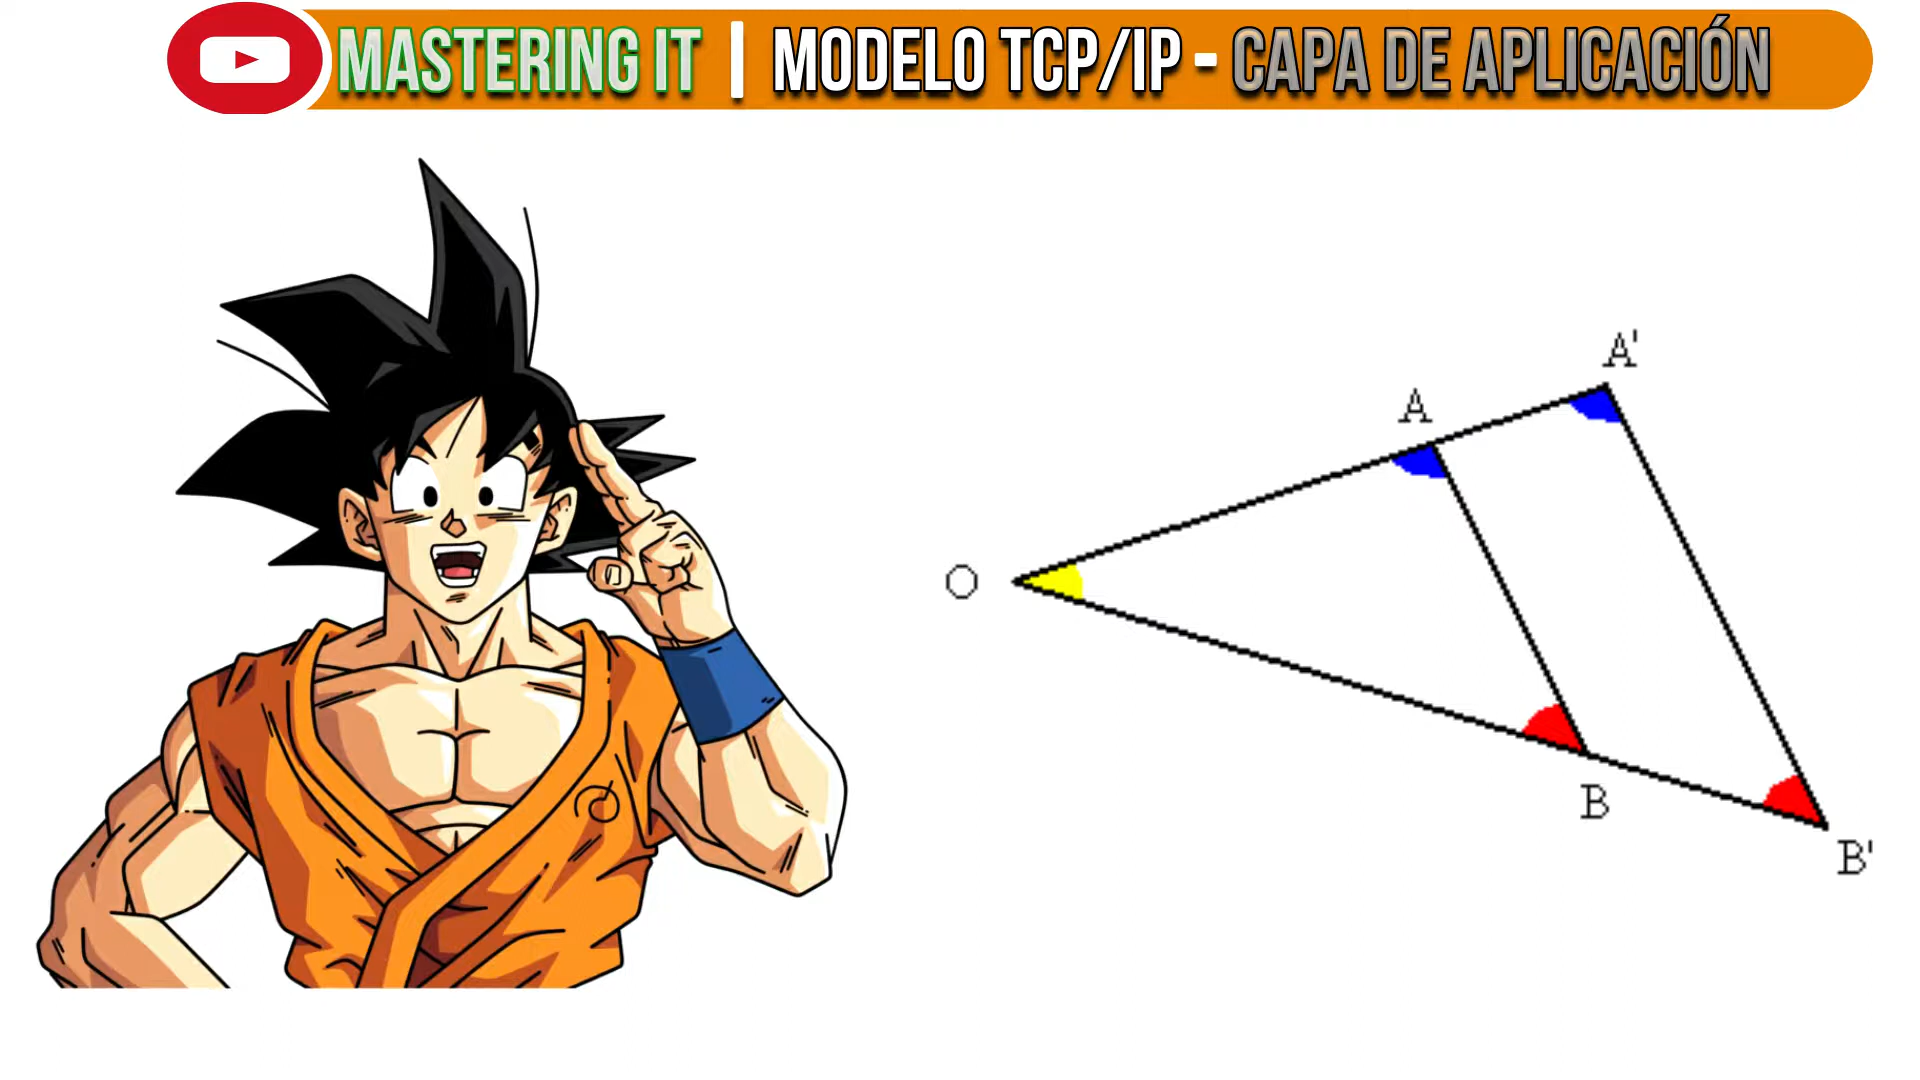 MASTERING IT | MODELO TCP/IP - CAPA DE APLICACIÓN
A'
A
O
B
B'